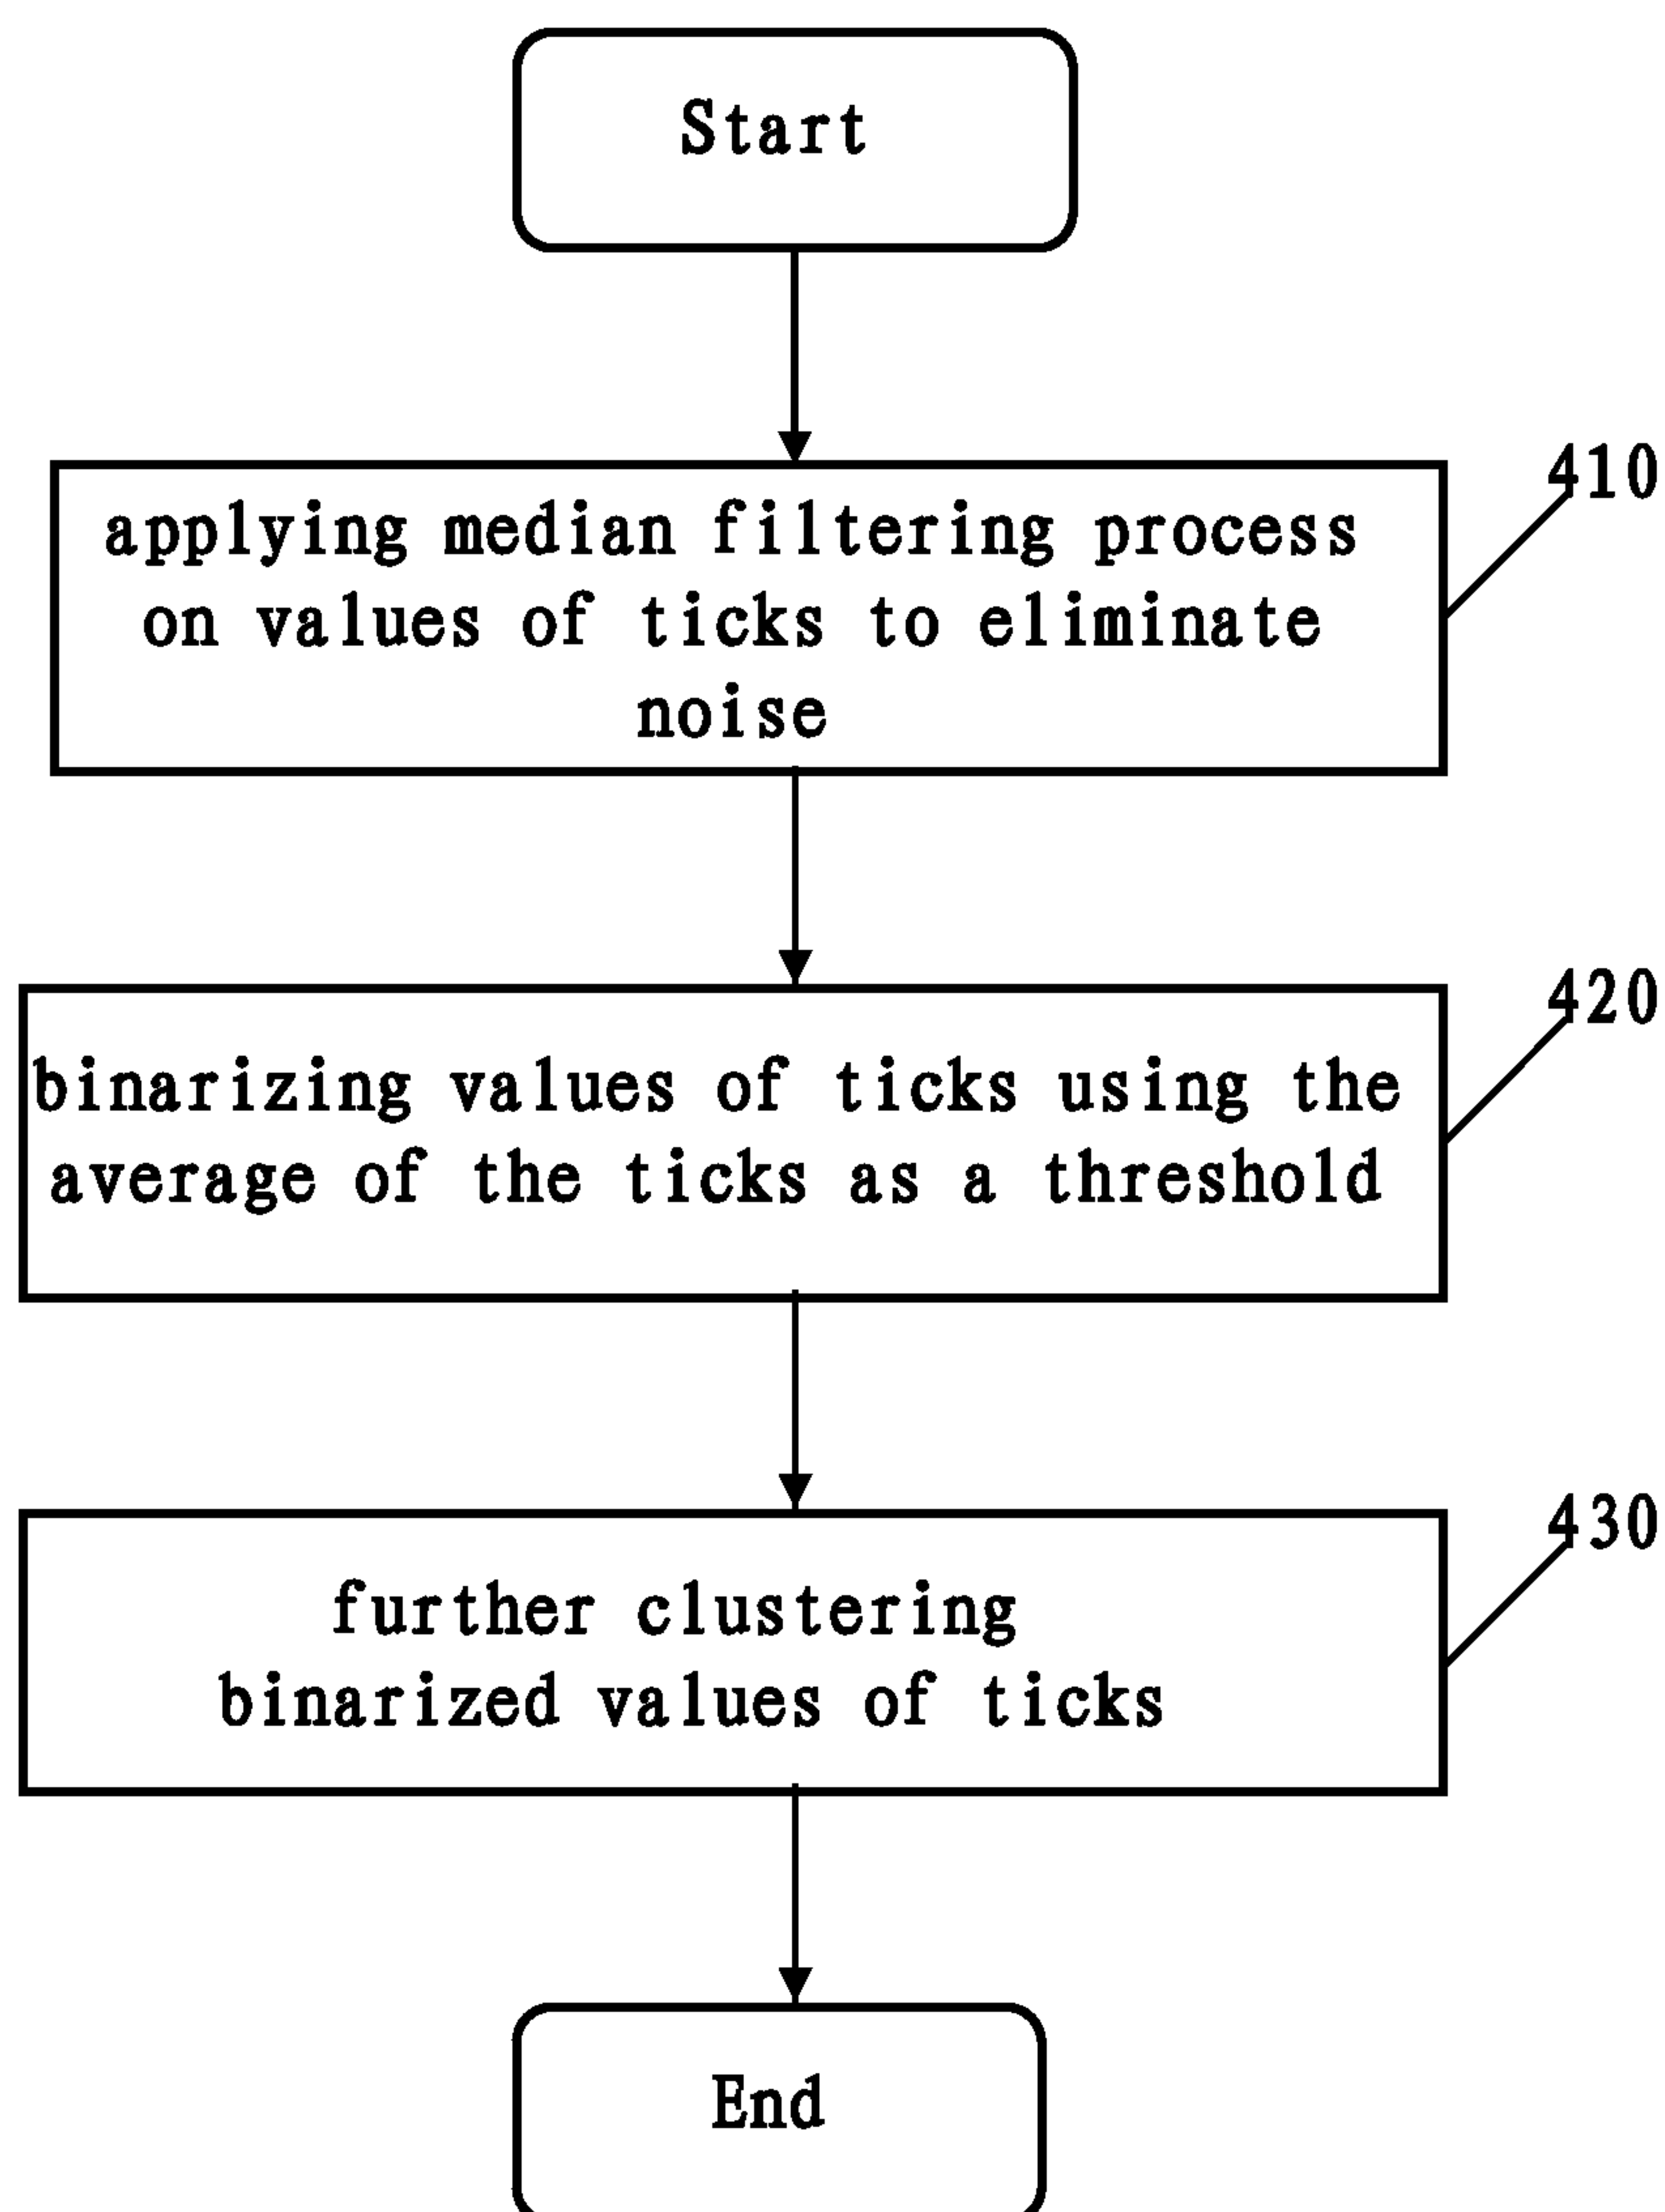 Start
410
applying median filtering process
on values of ticks to eliminate
noise
420
binarizing values of ticks using the
average of the ticks as a threshold
430
further clustering
binarized values of ticks
End